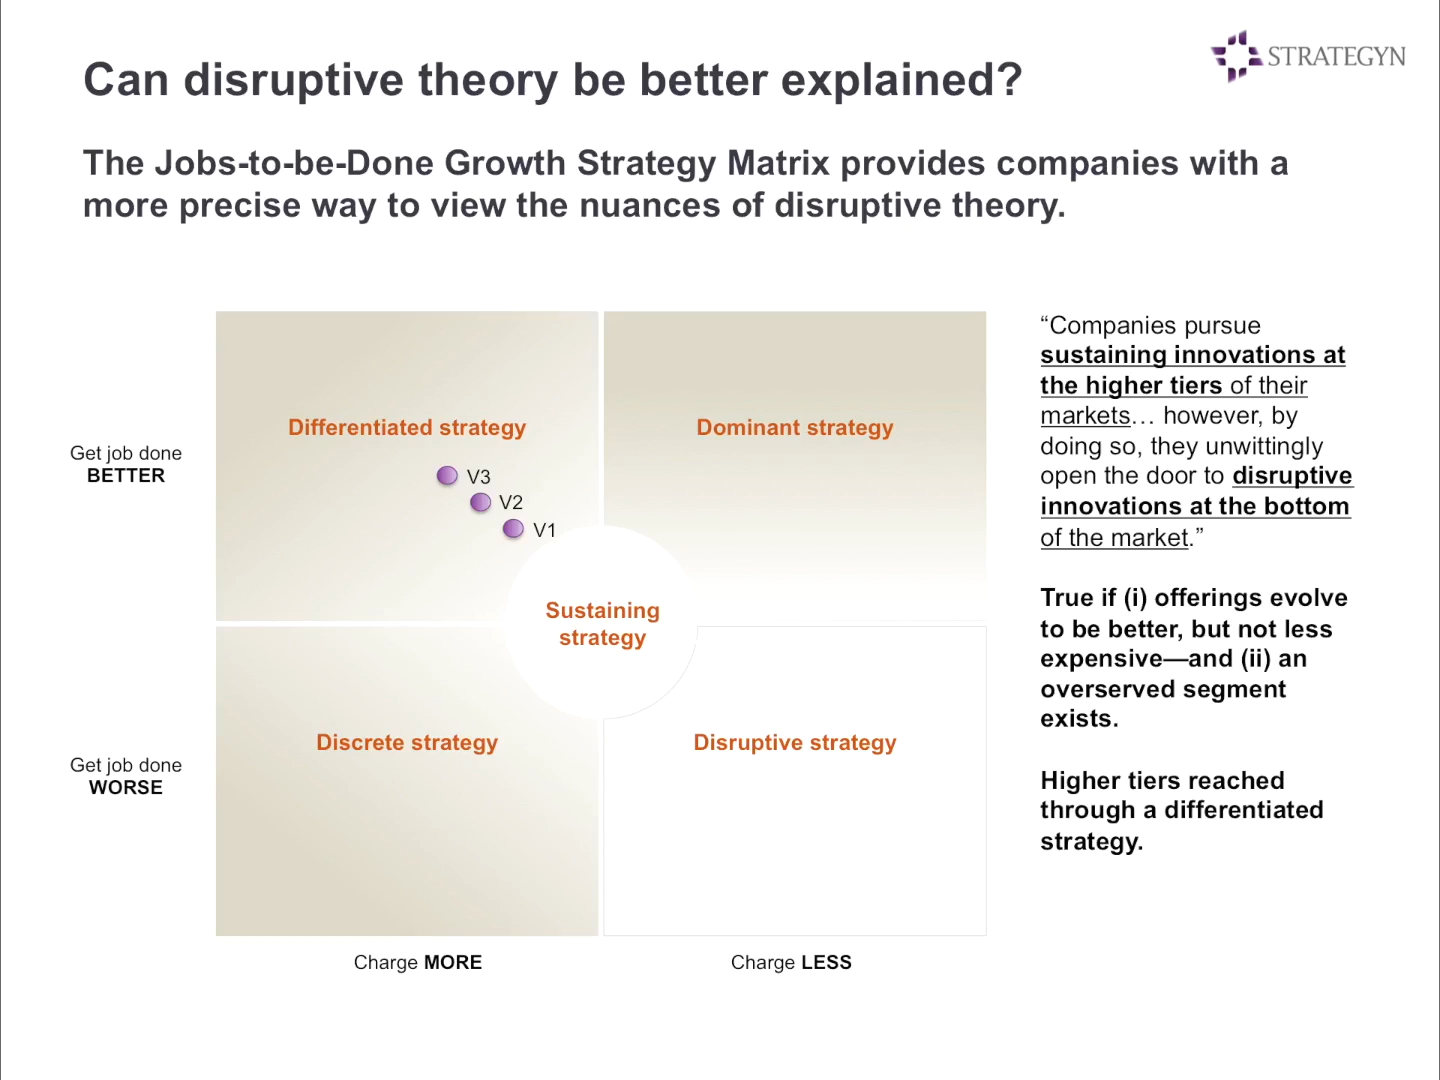 STRATEGYN
Can disruptive theory be better explained?
The Jobs-to-be-Done Growth Strategy Matrix provides companies with a
more precise way to view the nuances of disruptive theory.
Get job done
BETTER
Differentiated strategy
V3
V2
V1
Dominant strategy
Sustaining
strategy
Get job done
WORSE
Discrete strategy
Disruptive strategy
Charge MORE
Charge LESS
“Companies pursue
sustaining innovations at
the higher tiers of their
markets… however, by
doing so, they unwittingly
open the door to disruptive
innovations at the bottom
of the market.”
True if (i) offerings evolve
to be better, but not less
expensive—and (ii) an
overserved segment
exists.
Higher tiers reached
through a differentiated
strategy.